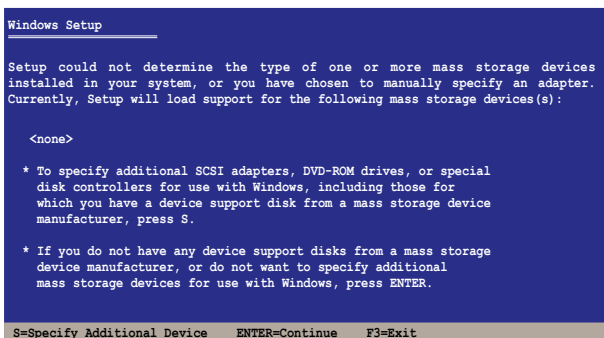 Windows Setup
Setup could not determine the type of one or more mass storage devices
installed in your system, or you have chosen to manually specify an adapter.
Currently, Setup will load support for the following mass storage devices(s):
<none>
* To specify additional SCSI adapters, DVD-ROM drives, or special
disk controllers for use with Windows, including those for
which you have a device support disk from a mass storage device
manufacturer, press S.
* If you do not have any device support disks from a mass storage
device manufacturer, or do not want to specify additional
mass storage devices for use with Windows, press ENTER.
S=Specify Additional Device ENTER=Continue F3=Exit